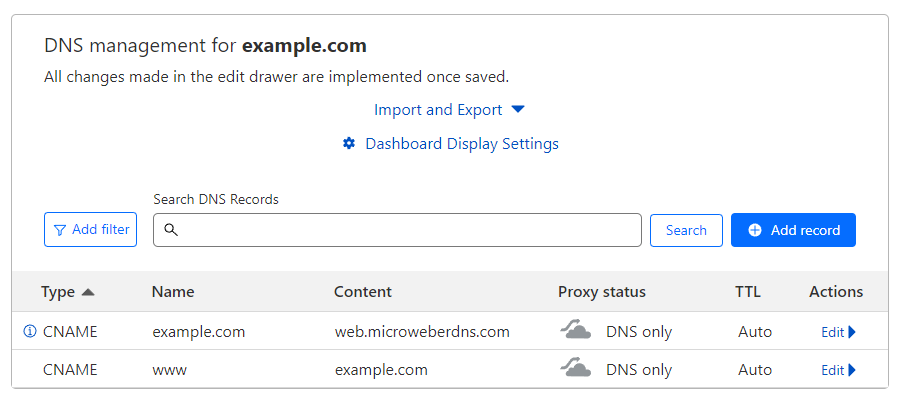 DNS management for example.com
All changes made in the edit drawer are implemented once saved.
Import and Export
Dashboard Display Settings
Search DNS Records
Add filter Search Add record
Type Name Content Proxy status TTL Actions
CNAME example.com web.microweberdns.com DNS only Auto Edit
CNAME www example.com DNS only Auto Edit